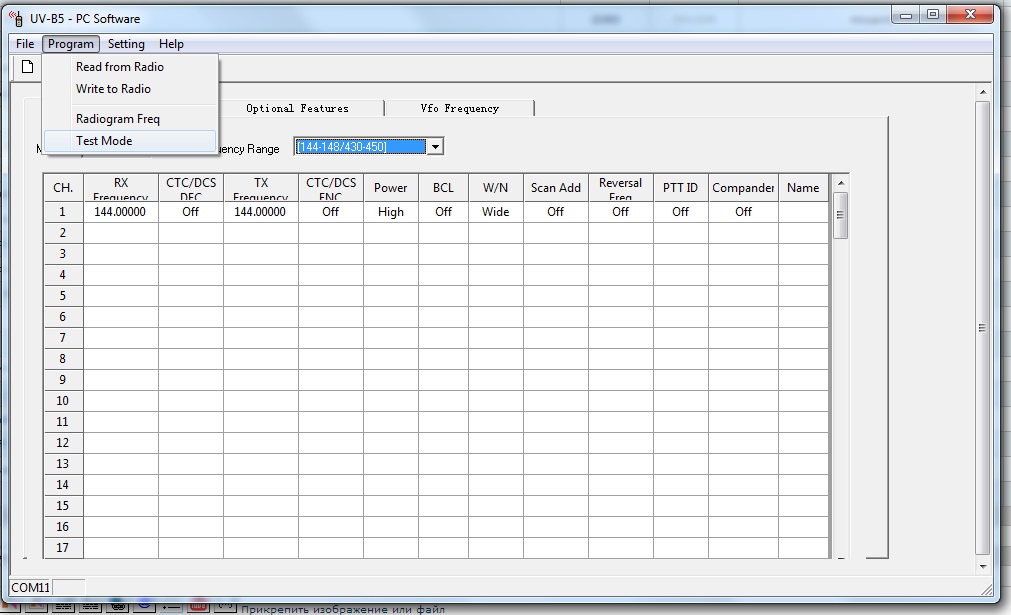 UV-B5 - PC Software
File Program Setting Help
Read from Radio
Write to Radio
Radiogram Freq
Test Mode
Optional Features Vfo Frequency
[144-148/430-450]
CH. RX Frequency CTC/DCS DEC TX Frequency CTC/DCS ENC Power BCL W/N Scan Add Reversal Freq PTT ID Compander Name
1 144.00000 Off 144.00000 Off High Off Wide Off Off Off Off
2
3
4
5
6
7
8
9
10
11
12
13
14
15
16
17
COM11
Прикрепить изображение или файл